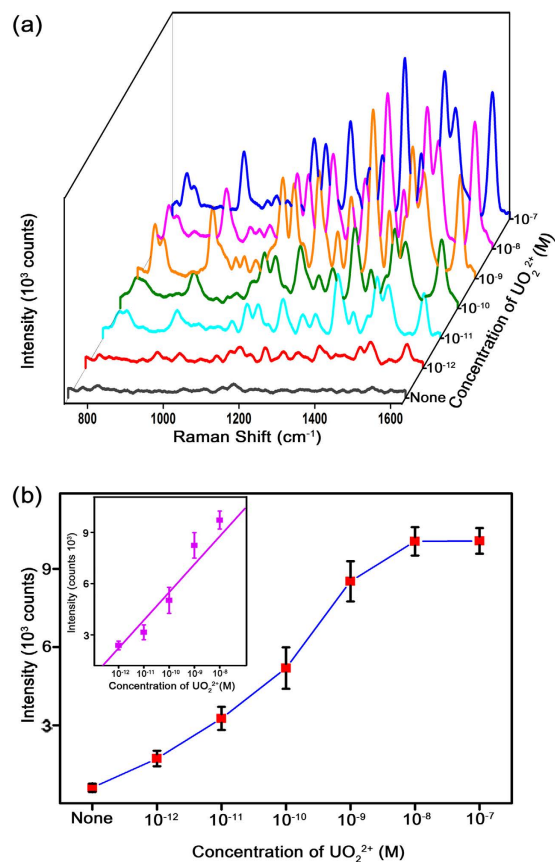 (a)
Intensity (10³ counts)
10⁻⁷
10⁻⁸
10⁻⁹
10⁻¹⁰
10⁻¹¹
10⁻¹²
None
Concentration of UO₂²⁺ (M)
800 1000 1200 1400 1600
Raman Shift (cm⁻¹)
(b)
Intensity (10³ counts)
9
6
3
Intensity (counts 10³)
9
6
3
10⁻¹² 10⁻¹¹ 10⁻¹⁰ 10⁻⁹ 10⁻⁸
Concentration of UO₂²⁺(M)
None 10⁻¹² 10⁻¹¹ 10⁻¹⁰ 10⁻⁹ 10⁻⁸ 10⁻⁷
Concentration of UO₂²⁺ (M)